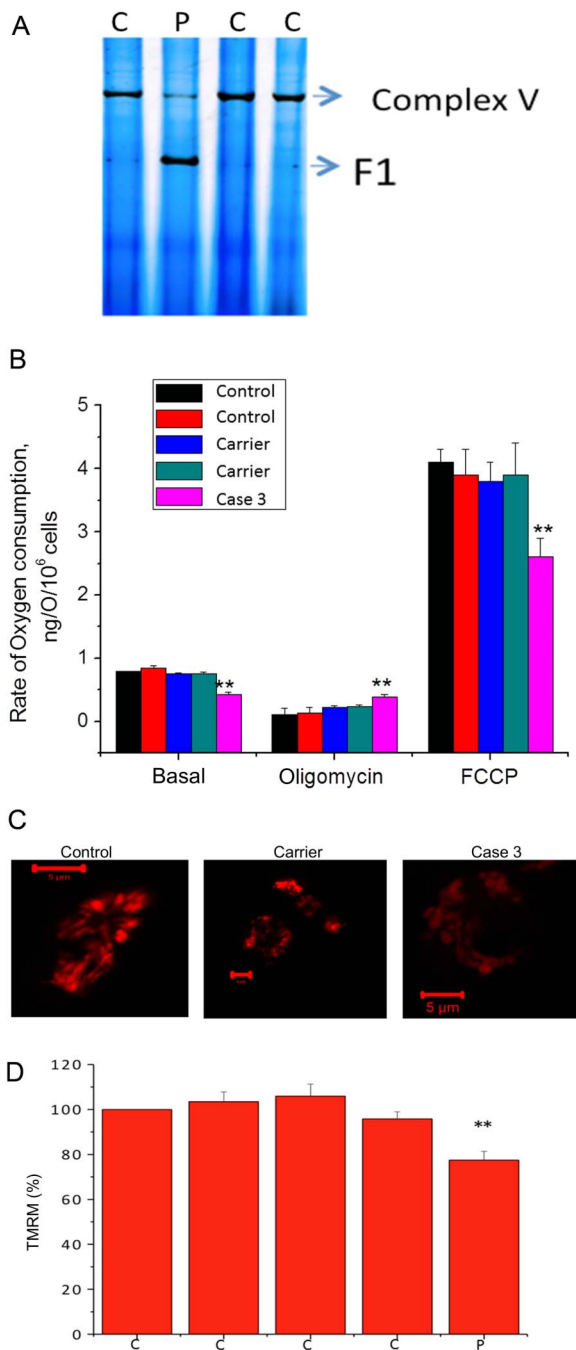 A
C P C C
Complex V
F1
B
Control
Control
Carrier
Carrier
Case 3
Rate of Oxygen consumption,
ng/O/10⁶ cells
5
4
3
2
1
0
**
**
**
Basal Oligomycin FCCP
C
Control Carrier Case 3
5 µm
5 µm
D
TMRM (%)
120
100
80
60
40
20
0
**
C C C C P